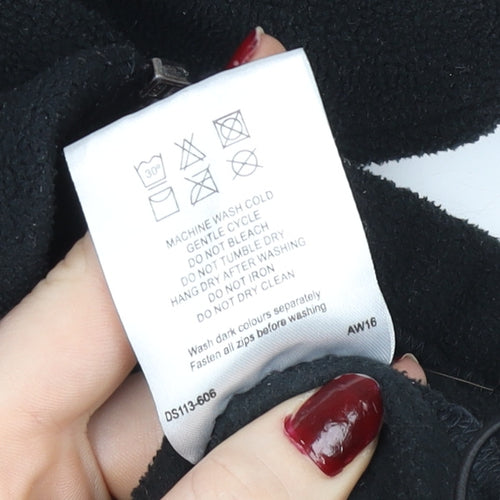 30°
MACHINE WASH COLD
GENTLE CYCLE
DO NOT BLEACH
DO NOT TUMBLE DRY
HANG DRY AFTER WASHING
DO NOT IRON
DO NOT DRY CLEAN
Wash dark colours separately
Fasten all zips before washing
DS113-606
AW16